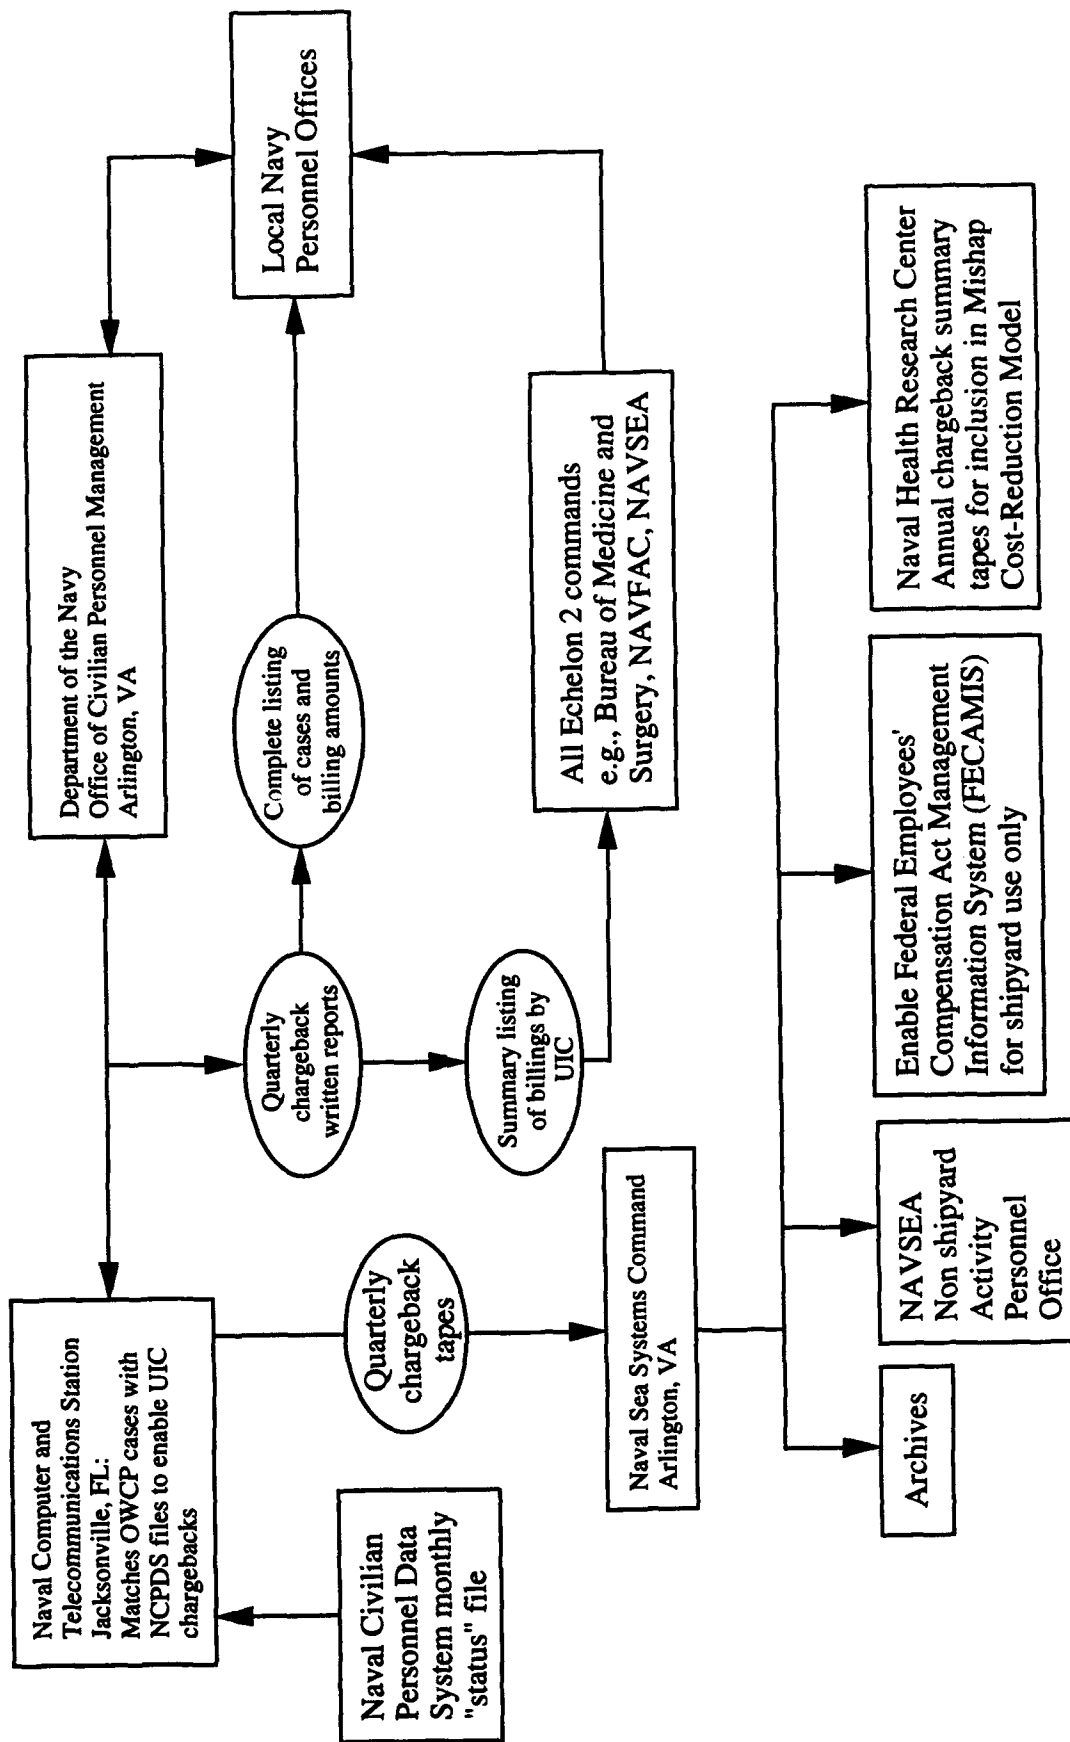 Naval Computer and
Telecommunications Station
Jacksonville, FL:
Matches OWCP cases with
NCPDS files to enable UIC
chargebacks
Department of the Navy
Office of Civilian Personnel Management
Arlington, VA
Local Navy
Personnel Offices
Naval Civilian
Personnel Data
System monthly
"status" file
Quarterly
chargeback
tapes
Quarterly
chargeback
written reports
Complete listing
of cases and
billing amounts
Summary listing
of billings by
UIC
Naval Sea Systems Command
Arlington, VA
All Echelon 2 commands
e.g., Bureau of Medicine and
Surgery, NAVFAC, NAVSEA
Archives
NAVSEA
Non shipyard
Activity
Personnel
Office
Enable Federal Employees'
Compensation Act Management
Information System (FECAMIS)
for shipyard use only
Naval Health Research Center
Annual chargeback summary
tapes for inclusion in Mishap
Cost-Reduction Model